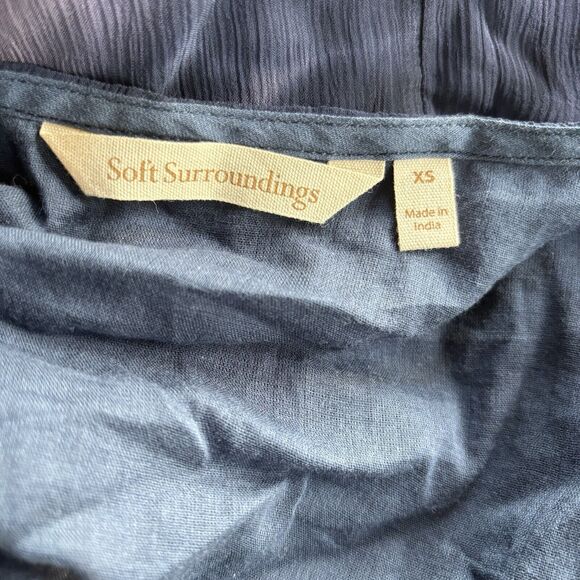 Soft Surroundings
XS
Made in
India